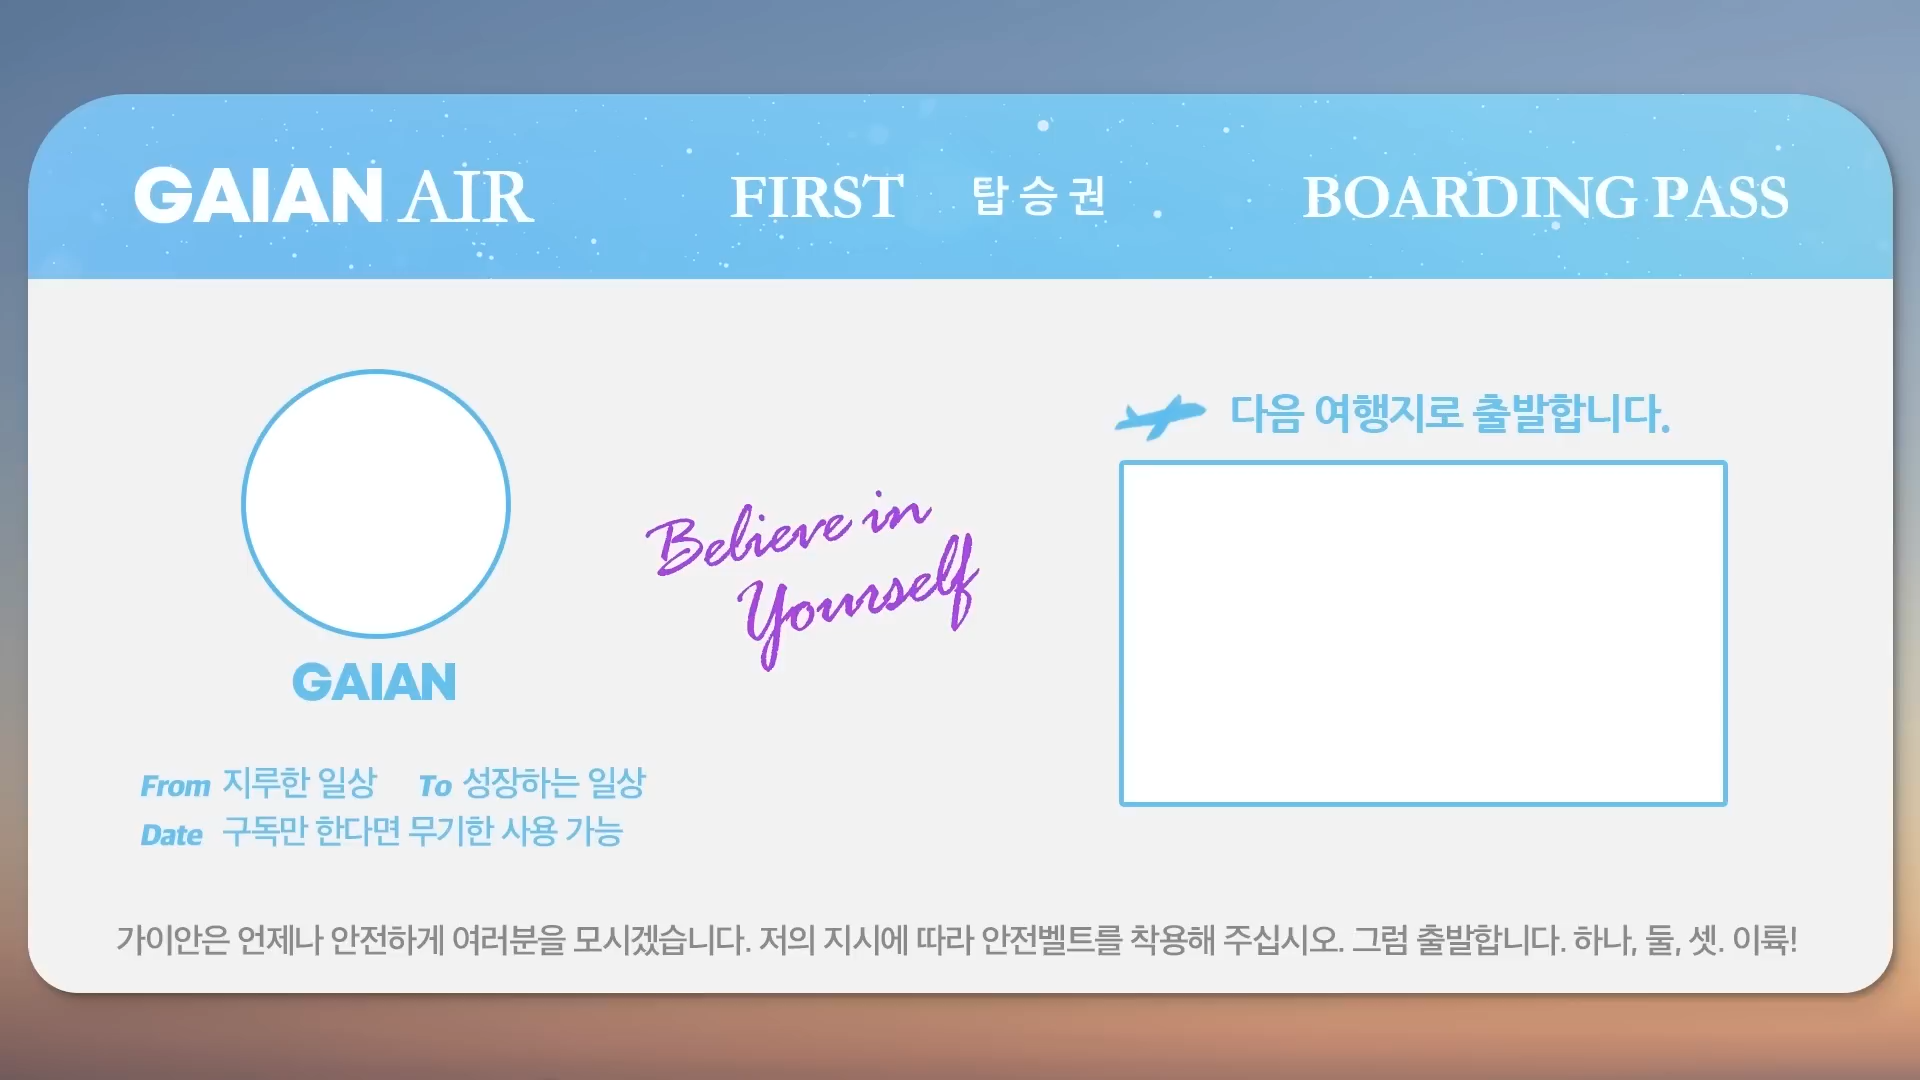 GAIAN AIR FIRST 탑승권 BOARDING PASS
다음 여행지로 출발합니다.
Believe in
Yourself
GAIAN
From 지루한 일상 To 성장하는 일상
Date 구독만 한다면 무기한 사용 가능
가이안은 언제나 안전하게 여러분을 모시겠습니다. 저의 지시에 따라 안전벨트를 착용해 주십시오. 그럼 출발합니다. 하나, 둘, 셋. 이륙!